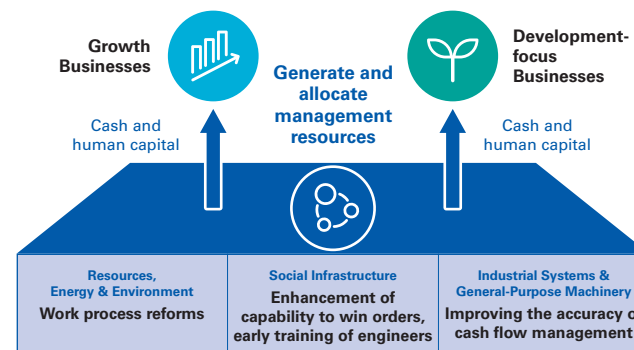 Growth
Businesses
Development-
focus
Businesses
Generate and
allocate
management
resources
Cash and
human capital
Cash and
human capital
Resources,
Energy & Environment
Work process reforms
Social Infrastructure
Enhancement of
capability to win orders,
early training of engineers
Industrial Systems &
General-Purpose Machinery
Improving the accuracy
cash flow management